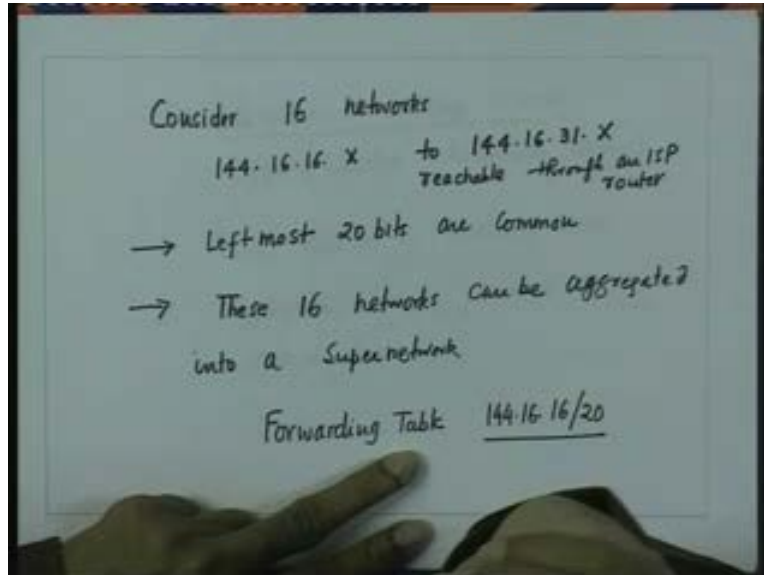 Consider 16 networks
144.16.16. X to 144.16.31. X
reachable through an ISP
router
→ Leftmost 20 bits are Common
→ These 16 networks can be aggregated
into a Supernetwork
Forwarding Table 144.16.16/20